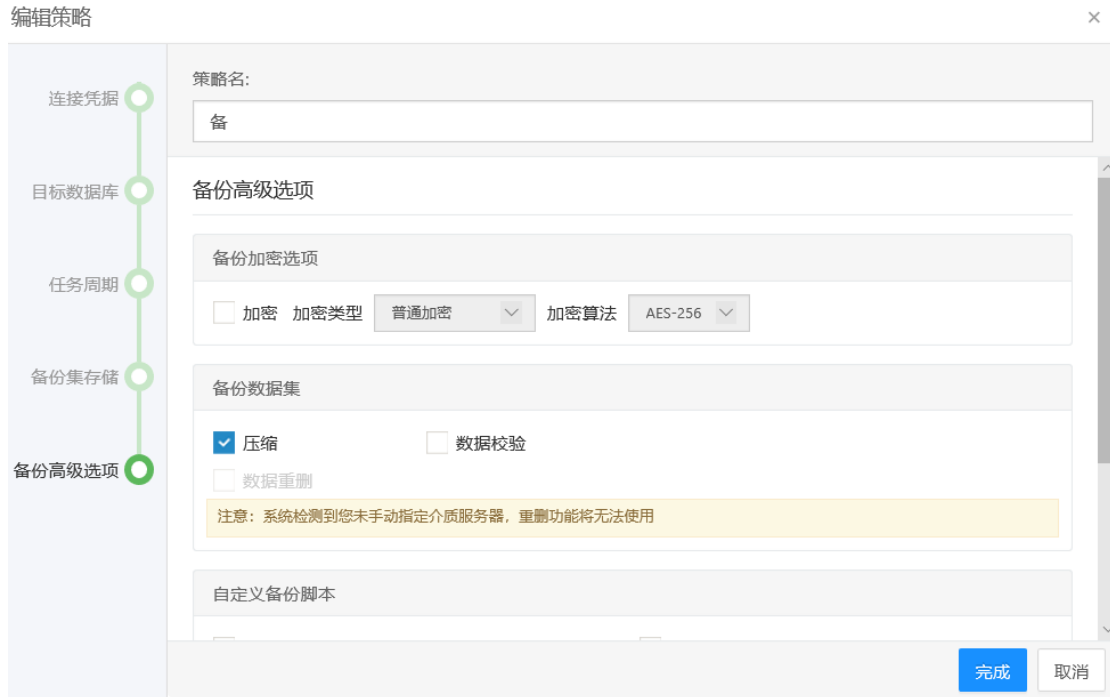 编辑策略
连接凭据
目标数据库
任务周期
备份集存储
备份高级选项
策略名:
备
备份高级选项
备份加密选项
加密 加密类型 普通加密 加密算法 AES-256
备份数据集
压缩 数据校验
数据重删
注意：系统检测到您未手动指定介质服务器，重删功能将无法使用
自定义备份脚本
完成 取消